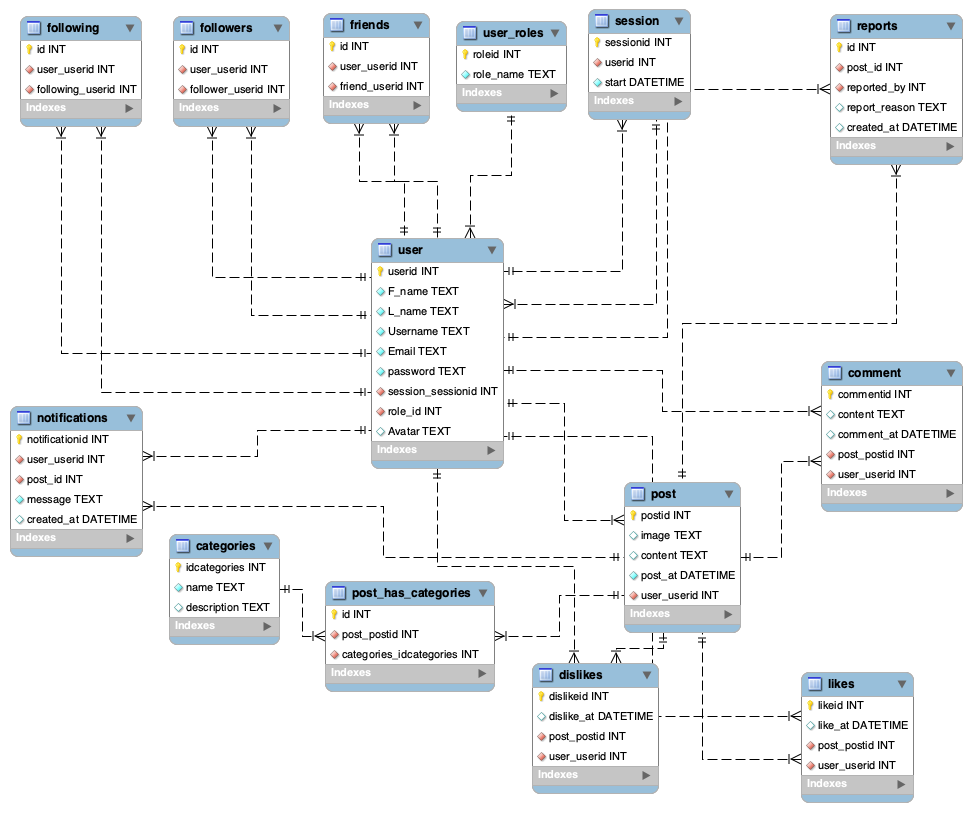 following
id INT
user_userid INT
following_userid INT
Indexes
followers
id INT
user_userid INT
follower_userid INT
Indexes
friends
id INT
user_userid INT
friend_userid INT
Indexes
user_roles
roleid INT
role_name TEXT
Indexes
session
sessionid INT
userid INT
start DATETIME
Indexes
reports
id INT
post_id INT
reported_by INT
report_reason TEXT
created_at DATETIME
Indexes
user
userid INT
F_name TEXT
L_name TEXT
Username TEXT
Email TEXT
password TEXT
session_sessionid INT
role_id INT
Avatar TEXT
Indexes
comment
commentid INT
content TEXT
comment_at DATETIME
post_postid INT
user_userid INT
Indexes
notifications
notificationid INT
user_userid INT
post_id INT
message TEXT
created_at DATETIME
Indexes
post
postid INT
image TEXT
content TEXT
post_at DATETIME
user_userid INT
Indexes
categories
idcategories INT
name TEXT
description TEXT
Indexes
post_has_categories
id INT
post_postid INT
categories_idcategories INT
Indexes
dislikes
dislikeid INT
dislike_at DATETIME
post_postid INT
user_userid INT
Indexes
likes
likeid INT
like_at DATETIME
post_postid INT
user_userid INT
Indexes